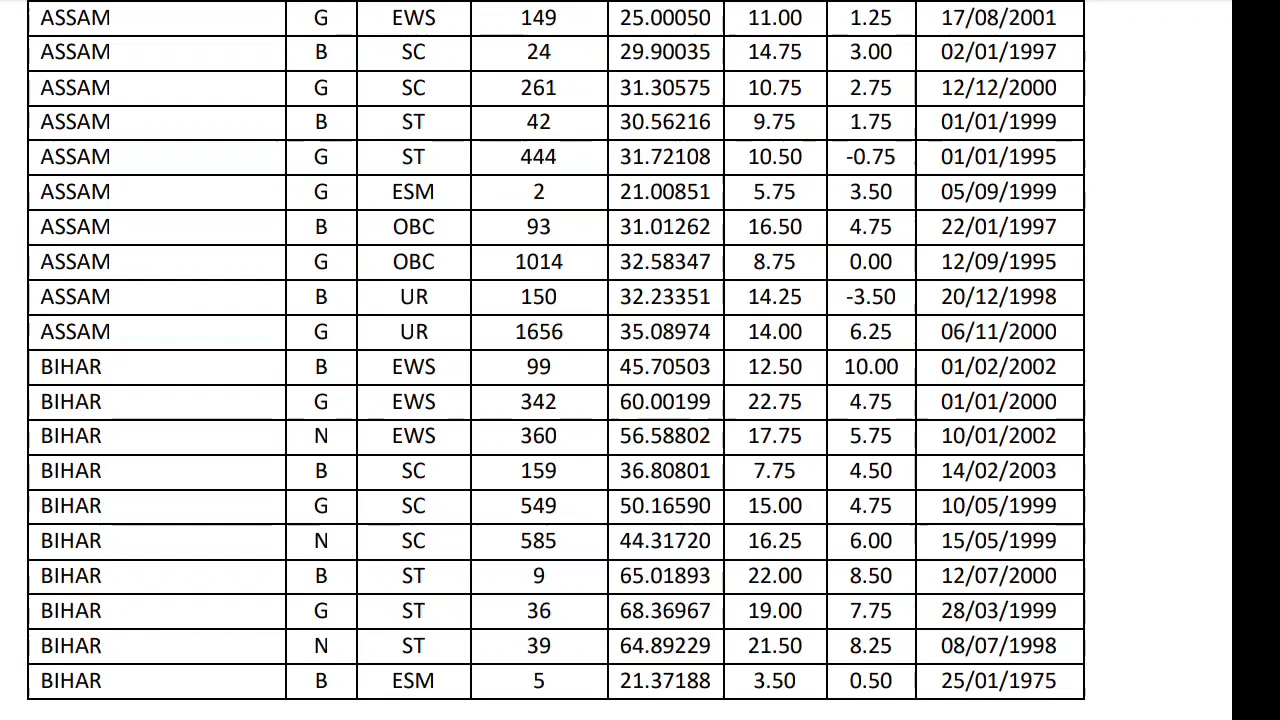 ASSAM G EWS 149 25.00050 11.00 1.25 17/08/2001
ASSAM B SC 24 29.90035 14.75 3.00 02/01/1997
ASSAM G SC 261 31.30575 10.75 2.75 12/12/2000
ASSAM B ST 42 30.56216 9.75 1.75 01/01/1999
ASSAM G ST 444 31.72108 10.50 -0.75 01/01/1995
ASSAM G ESM 2 21.00851 5.75 3.50 05/09/1999
ASSAM B OBC 93 31.01262 16.50 4.75 22/01/1997
ASSAM G OBC 1014 32.58347 8.75 0.00 12/09/1995
ASSAM B UR 150 32.23351 14.25 -3.50 20/12/1998
ASSAM G UR 1656 35.08974 14.00 6.25 06/11/2000
BIHAR B EWS 99 45.70503 12.50 10.00 01/02/2002
BIHAR G EWS 342 60.00199 22.75 4.75 01/01/2000
BIHAR N EWS 360 56.58802 17.75 5.75 10/01/2002
BIHAR B SC 159 36.80801 7.75 4.50 14/02/2003
BIHAR G SC 549 50.16590 15.00 4.75 10/05/1999
BIHAR N SC 585 44.31720 16.25 6.00 15/05/1999
BIHAR B ST 9 65.01893 22.00 8.50 12/07/2000
BIHAR G ST 36 68.36967 19.00 7.75 28/03/1999
BIHAR N ST 39 64.89229 21.50 8.25 08/07/1998
BIHAR B ESM 5 21.37188 3.50 0.50 25/01/1975